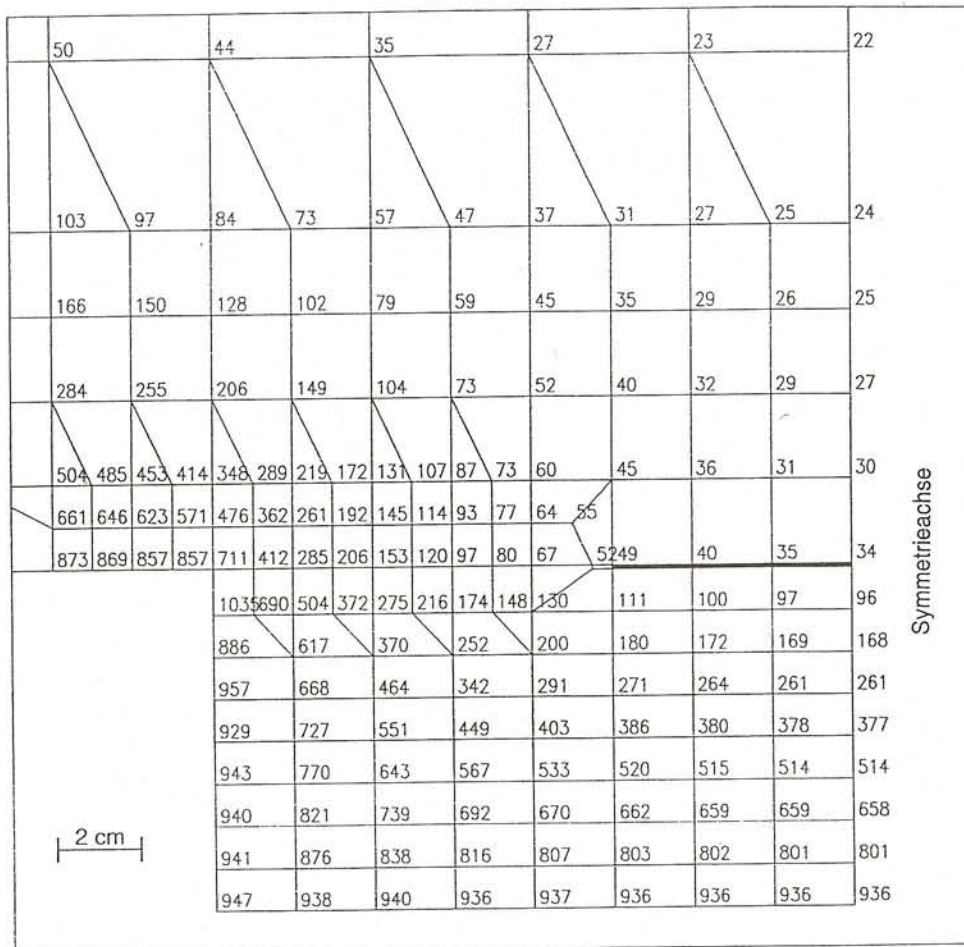 50 44 35 27 23 22
103 97 84 73 57 47 37 31 27 25 24
166 150 128 102 79 59 45 35 29 26 25
284 255 206 149 104 73 52 40 32 29 27
504 485 453 414 348 289 219 172 131 107 87 73 60 45 36 31 30
661 646 623 571 476 362 261 192 145 114 93 77 64 55
873 869 857 857 711 412 285 206 153 120 97 80 67 52 49 40 35 34
1035 690 504 372 275 216 174 148 130 111 100 97 96
886 617 370 252 200 180 172 169 168
957 668 464 342 291 271 264 261 261
929 727 551 449 403 386 380 378 377
943 770 643 567 533 520 515 514 514
940 821 739 692 670 662 659 659 658
941 876 838 816 807 803 802 801 801
947 938 940 936 937 936 936 936 936
2 cm
Symmetrieachse